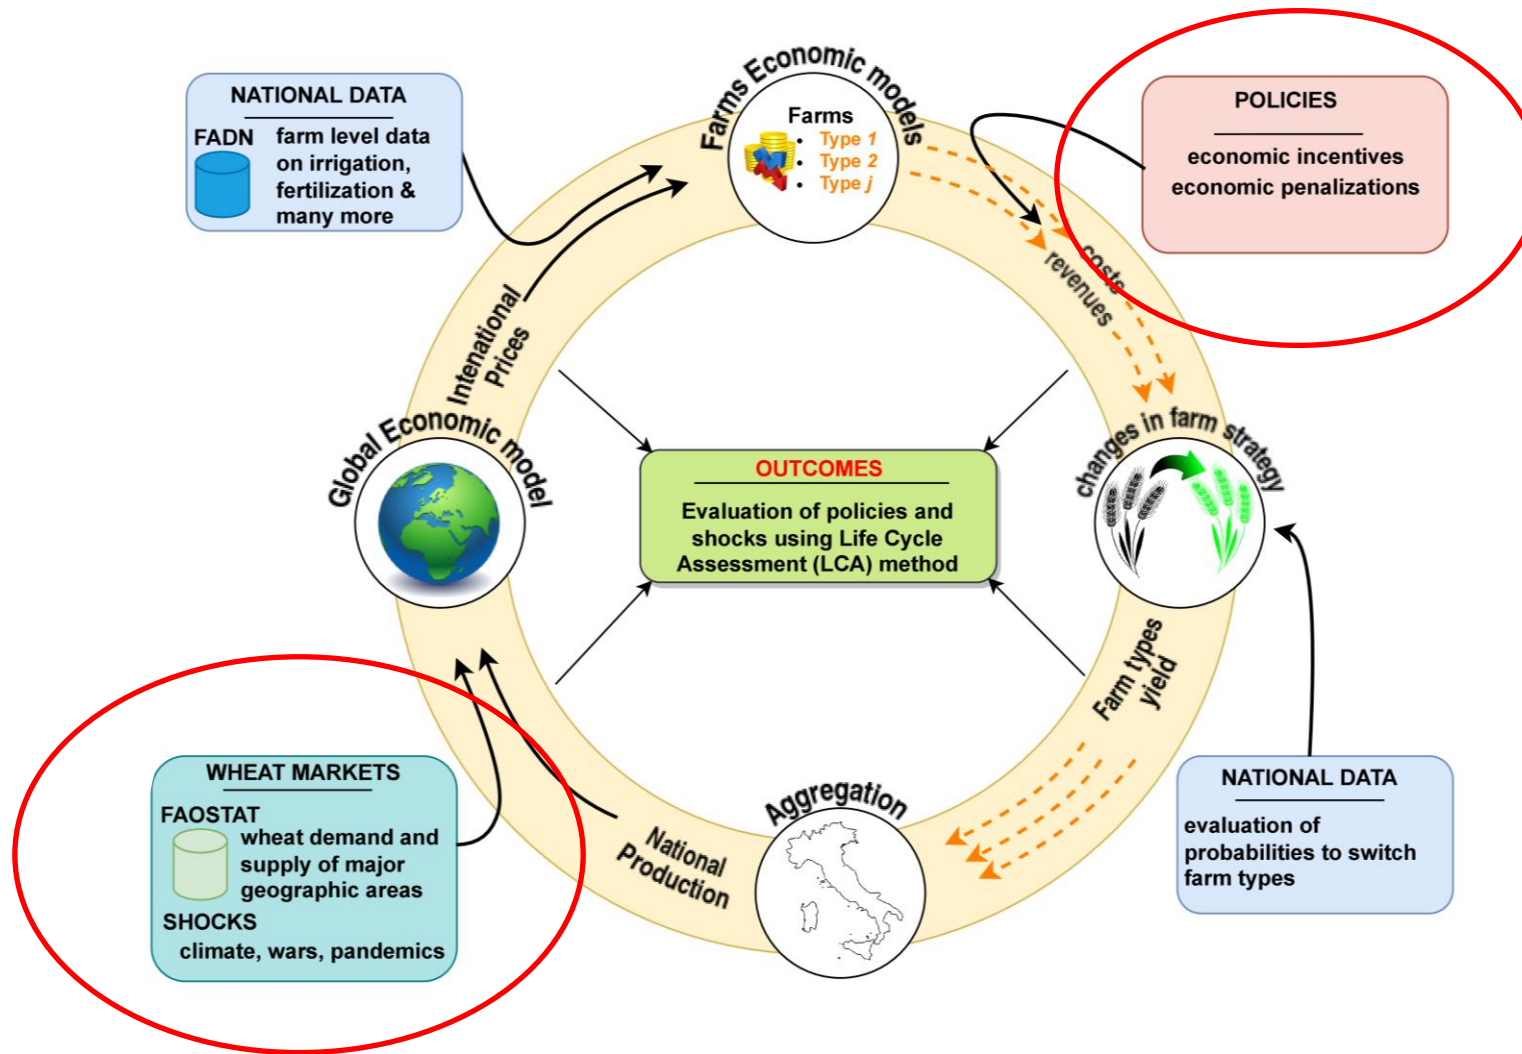 NATIONAL DATA
FADN
farm level data
on irrigation,
fertilization &
many more
Farms Economic models
Farms
• Type 1
• Type 2
• Type j
POLICIES
economic incentives
economic penalizations
costs
revenues
Intenational
Prices
Global Economic model
OUTCOMES
Evaluation of policies and
shocks using Life Cycle
Assessment (LCA) method
changes in farm strategy
Farm types
yield
WHEAT MARKETS
FAOSTAT
wheat demand and
supply of major
geographic areas
SHOCKS
climate, wars, pandemics
National
Production
Aggregation
NATIONAL DATA
evaluation of
probabilities to switch
farm types